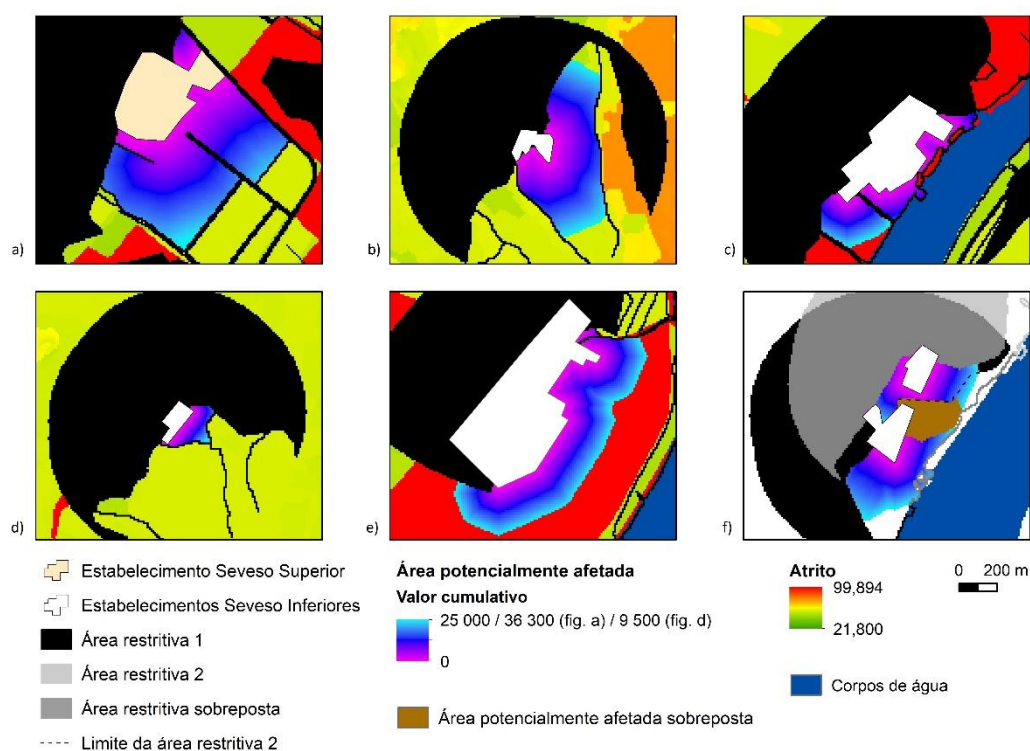 a)
b)
c)
d)
e)
f)
Estabelecimento Seveso Superior
Estabelecimentos Seveso Inferiores
Área restritiva 1
Área restritiva 2
Área restritiva sobreposta
Limite da área restritiva 2
Área potencialmente afetada
Valor cumulativo
25 000 / 36 300 (fig. a) / 9 500 (fig. d)
0
Área potencialmente afetada sobreposta
Atrito
99,894
21,800
0 200 m
Corpos de água